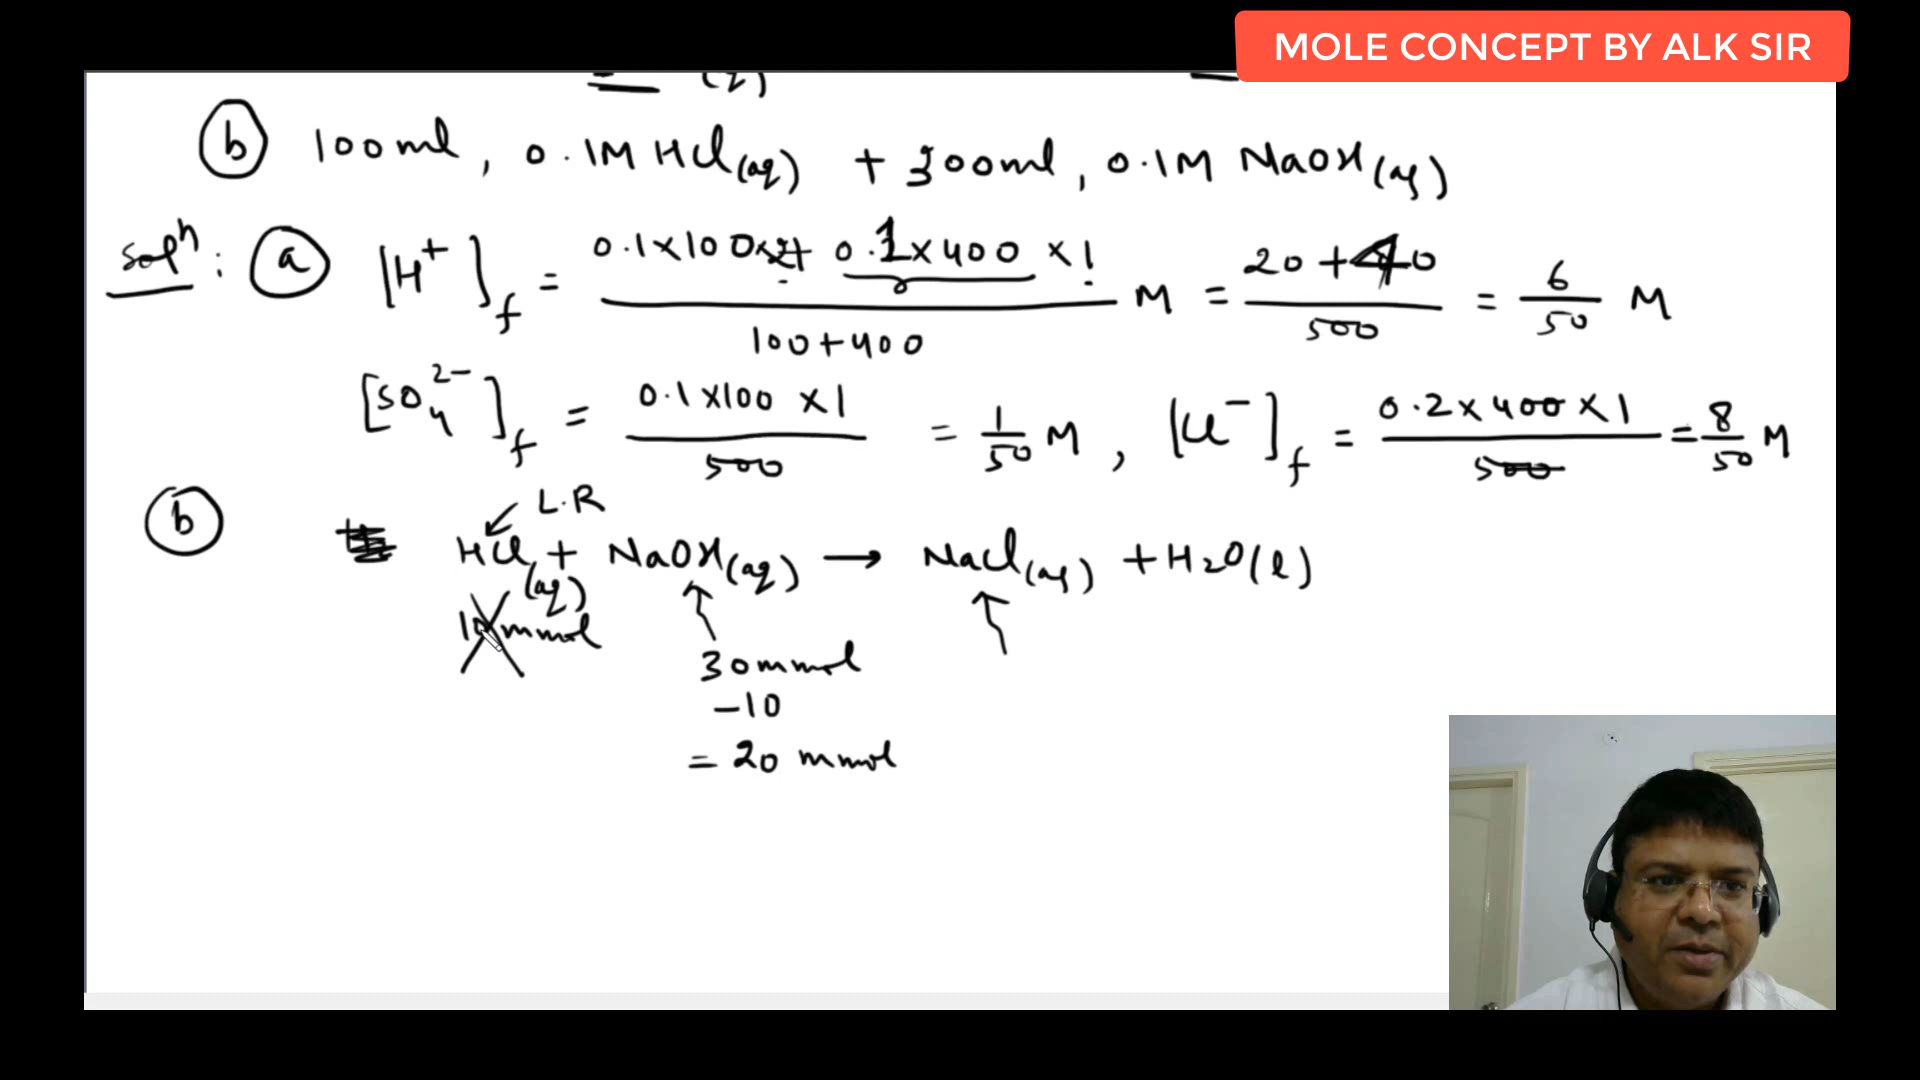 MOLE CONCEPT BY ALK SIR
(b) 100ml, 0.1M HCl(aq) + 300ml, 0.1M NaOH(aq)
Solⁿ : (a) [H⁺]f = 0.1×100×2+ 0.1×400 ×1 / 100+400 M = 20+40 / 500 = 6/50 M
[SO₄²⁻]f = 0.1×100 ×1 / 500 = 1/50 M , [Cl⁻]f = 0.2×400×1 / 500 = 8/50 M
(b)
L.R
HCl(aq) + NaOH(aq) → NaCl(aq) + H2O(l)
10 mmol
30 mmol
-10
= 20 mmol